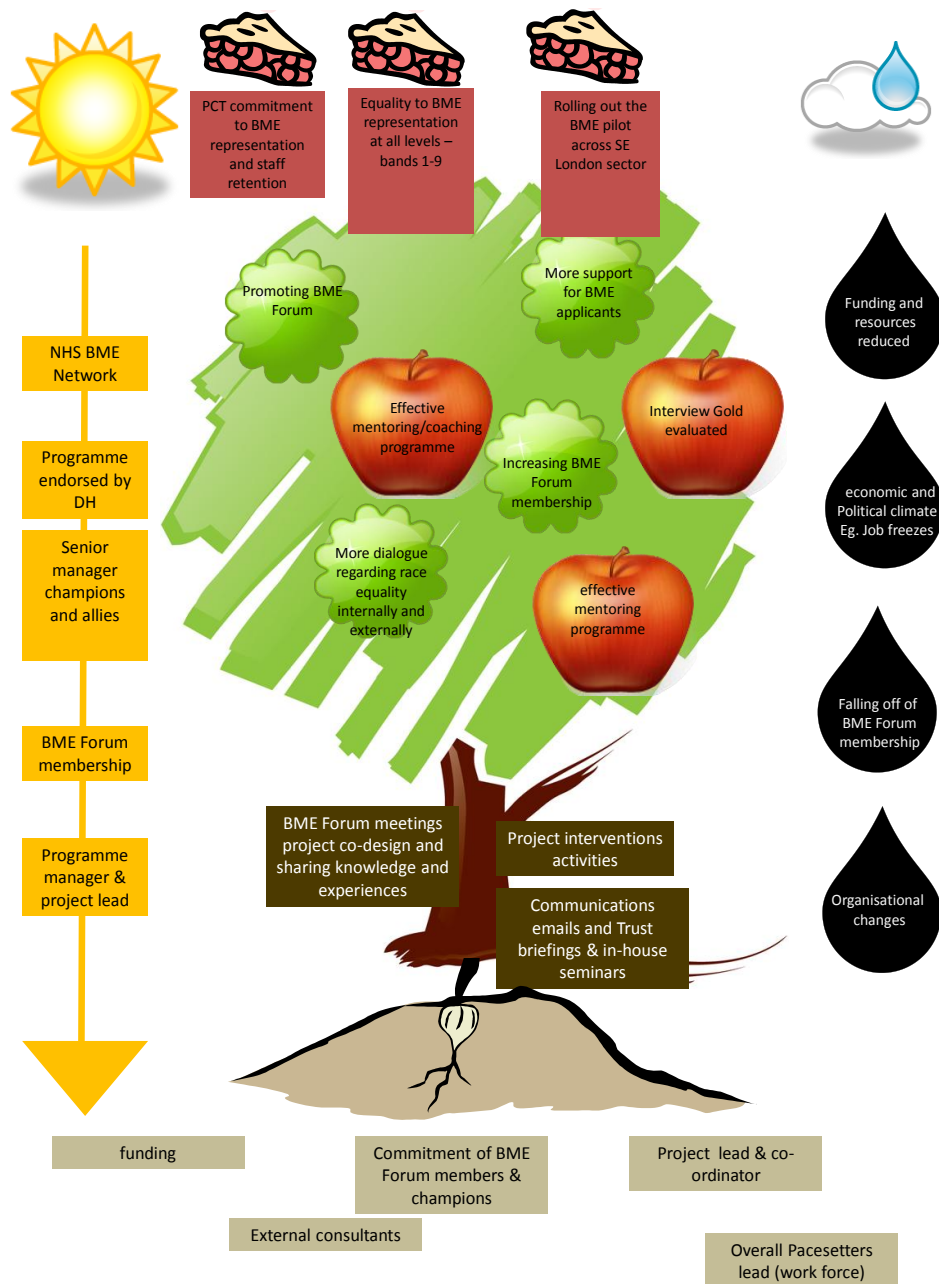 PCT commitment
to BME
representation
and staff
retention
Equality to BME
representation
at all levels –
bands 1-9
Rolling out the
BME pilot
across SE
London sector
Promoting BME
Forum
More support
for BME
applicants
Effective
mentoring/coaching
programme
Interview Gold
evaluated
Increasing BME
Forum
membership
More dialogue
regarding race
equality
internally and
externally
effective
mentoring
programme
NHS BME
Network
Programme
endorsed by
DH
Senior
manager
champions
and allies
BME Forum
membership
Programme
manager &
project lead
Funding and
resources
reduced
economic and
Political climate
Eg. Job freezes
Falling off of
BME Forum
membership
Organisational
changes
BME Forum meetings
project co-design and
sharing knowledge and
experiences
Project interventions
activities
Communications
emails and Trust
briefings & in-house
seminars
funding
Commitment of BME
Forum members &
champions
Project lead & co-
ordinator
External consultants
Overall Pacesetters
lead (work force)